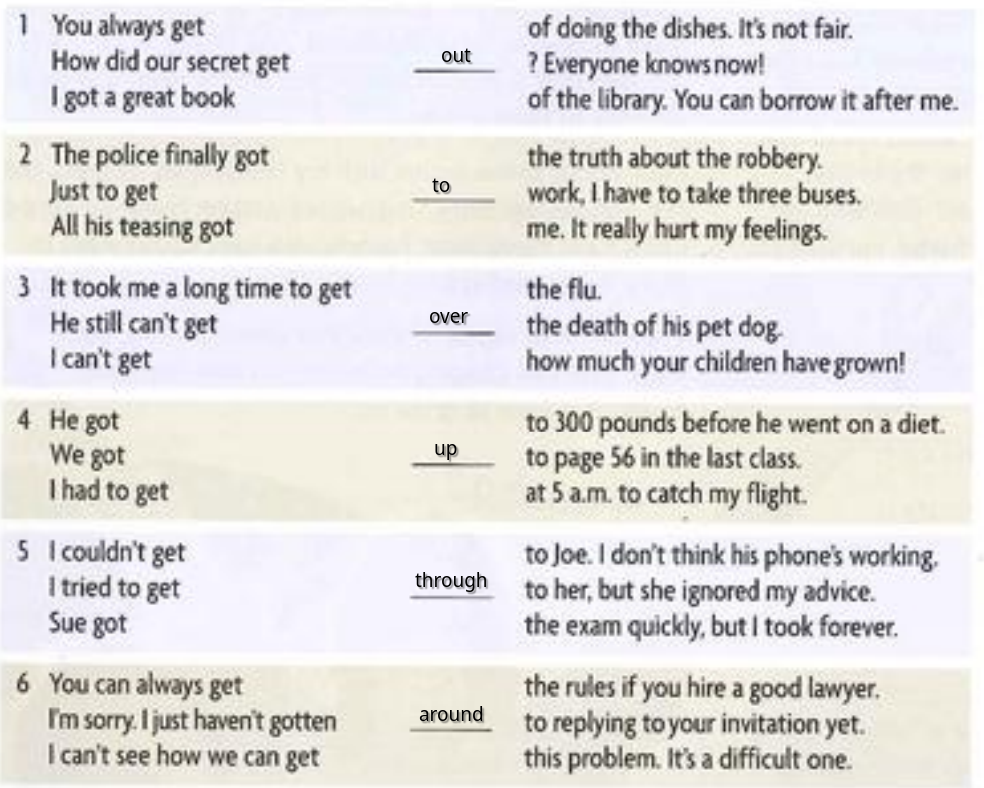 1 You always get of doing the dishes. It's not fair.
How did our secret get out ? Everyone knows now!
I got a great book of the library. You can borrow it after me.
2 The police finally got the truth about the robbery.
Just to get to work, I have to take three buses.
All his teasing got me. It really hurt my feelings.
3 It took me a long time to get the flu.
He still can't get over the death of his pet dog.
I can't get how much your children have grown!
4 He got to 300 pounds before he went on a diet.
We got up to page 56 in the last class.
I had to get at 5 a.m. to catch my flight.
5 I couldn't get to Joe. I don't think his phone's working.
I tried to get through to her, but she ignored my advice.
Sue got the exam quickly, but I took forever.
6 You can always get the rules if you hire a good lawyer.
I'm sorry. I just haven't gotten around to replying to your invitation yet.
I can't see how we can get this problem. It's a difficult one.